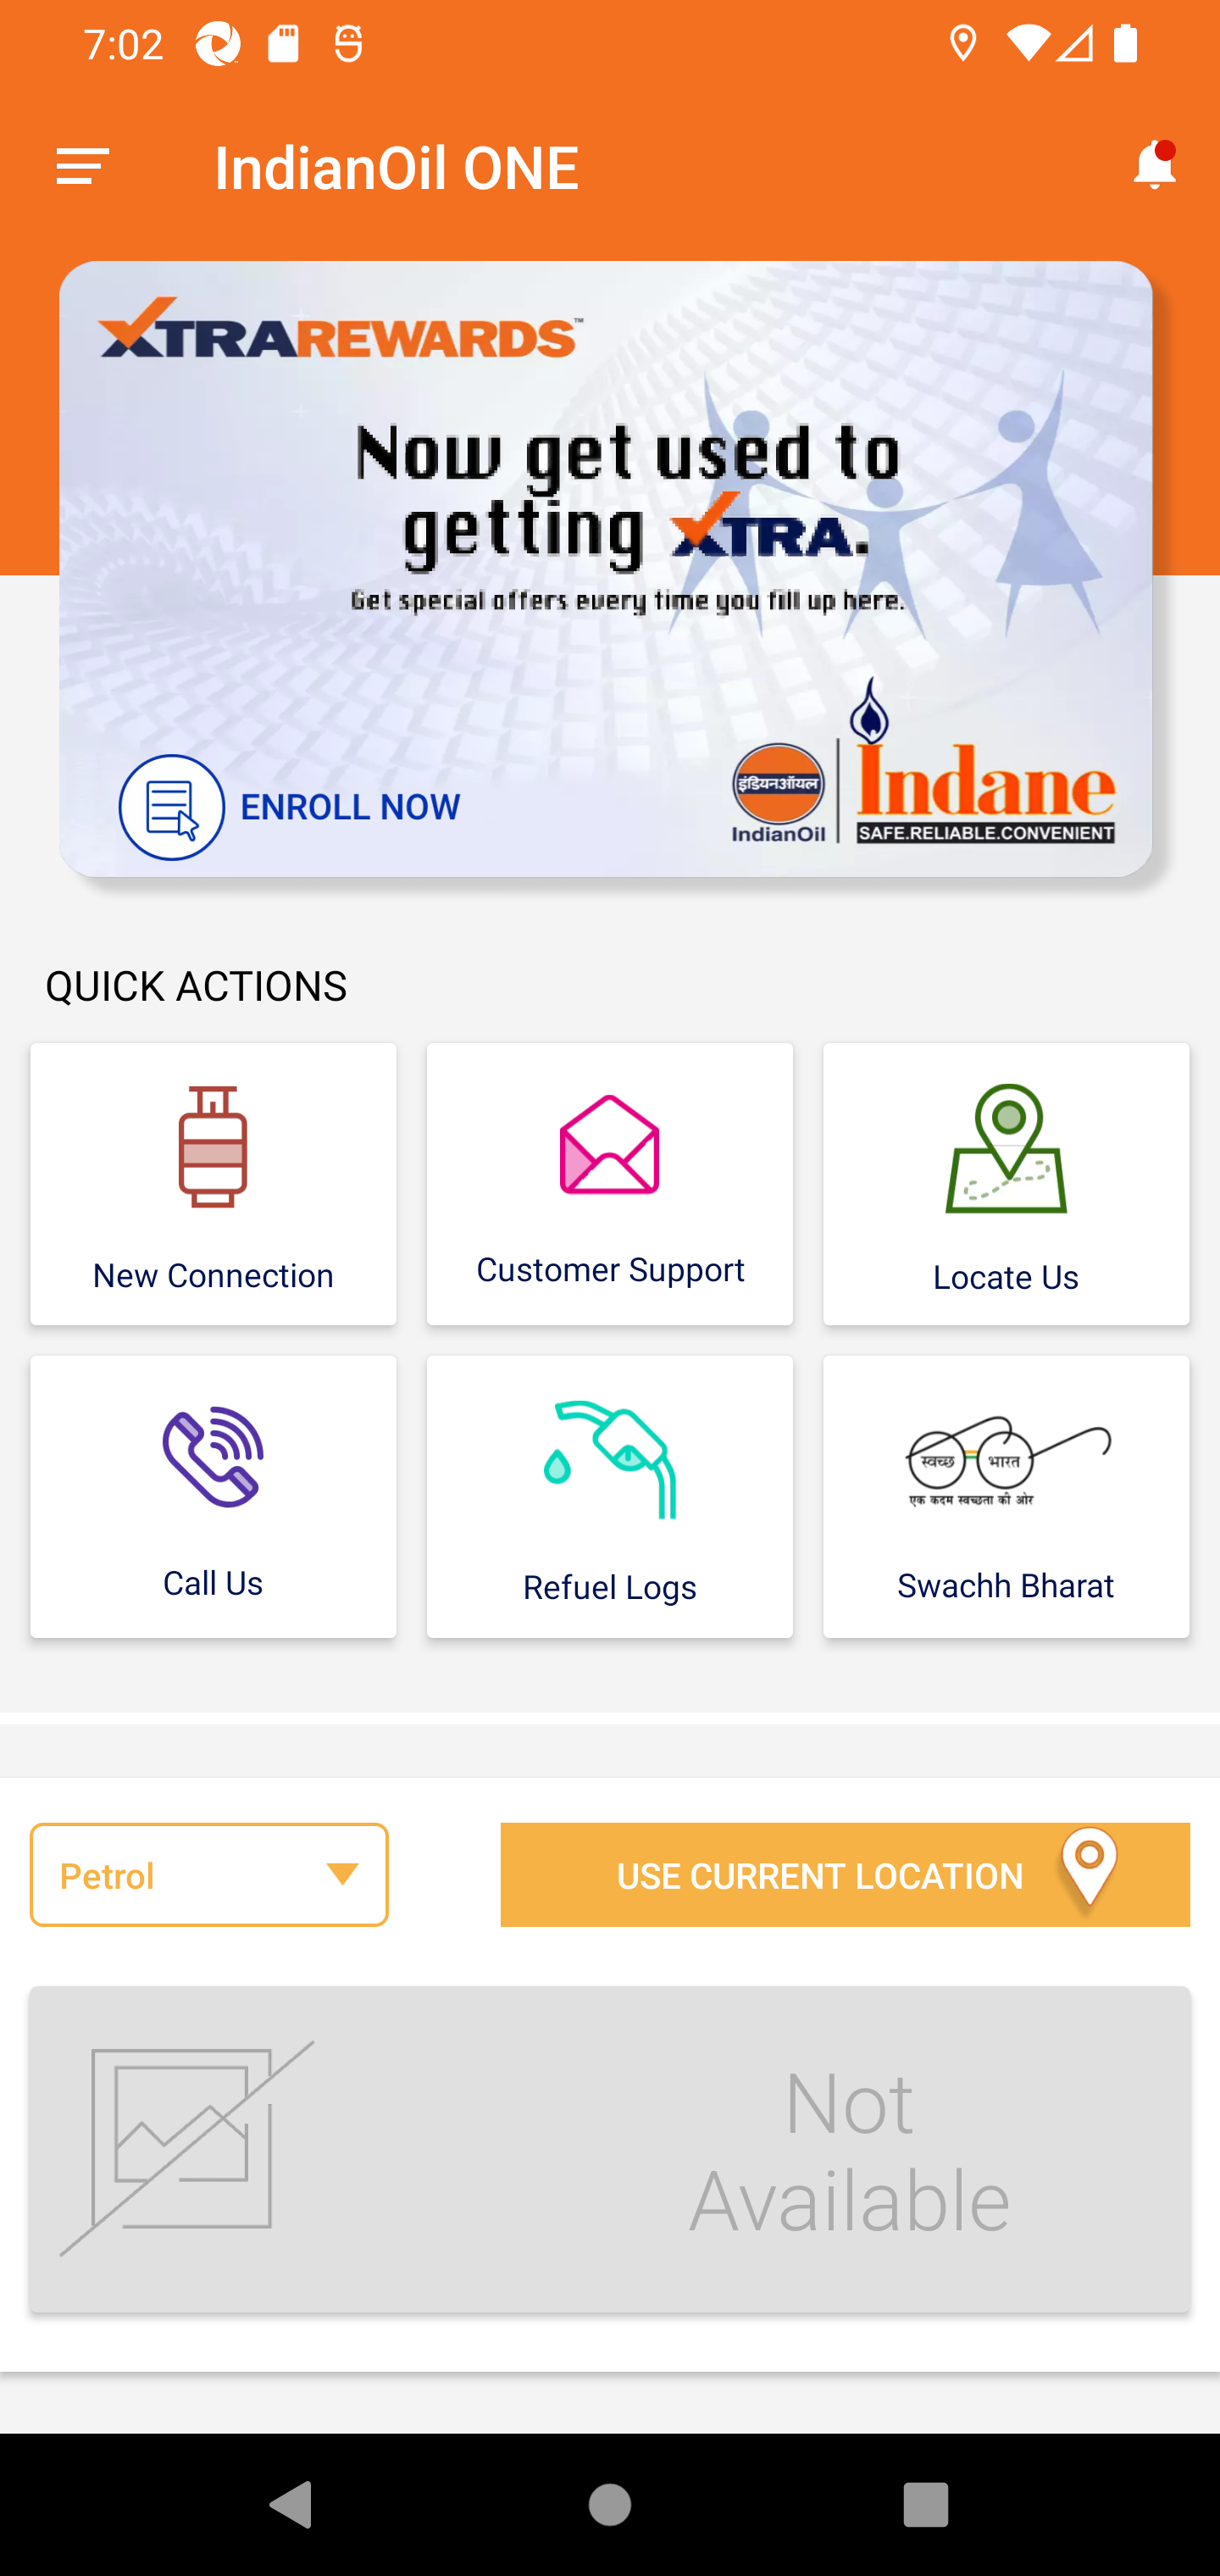 7:02
IndianOil ONE
XTRAREWARDS™
Now get used to
getting XTRA.
Get special offers every time you fill up here.
ENROLL NOW
इंडियनऑयल
IndianOil
Indane
SAFE.RELIABLE.CONVENIENT
QUICK ACTIONS
New Connection
Customer Support
Locate Us
स्वच्छ भारत
एक कदम स्वच्छता की ओर
Call Us
Refuel Logs
Swachh Bharat
Petrol
USE CURRENT LOCATION
Not
Available